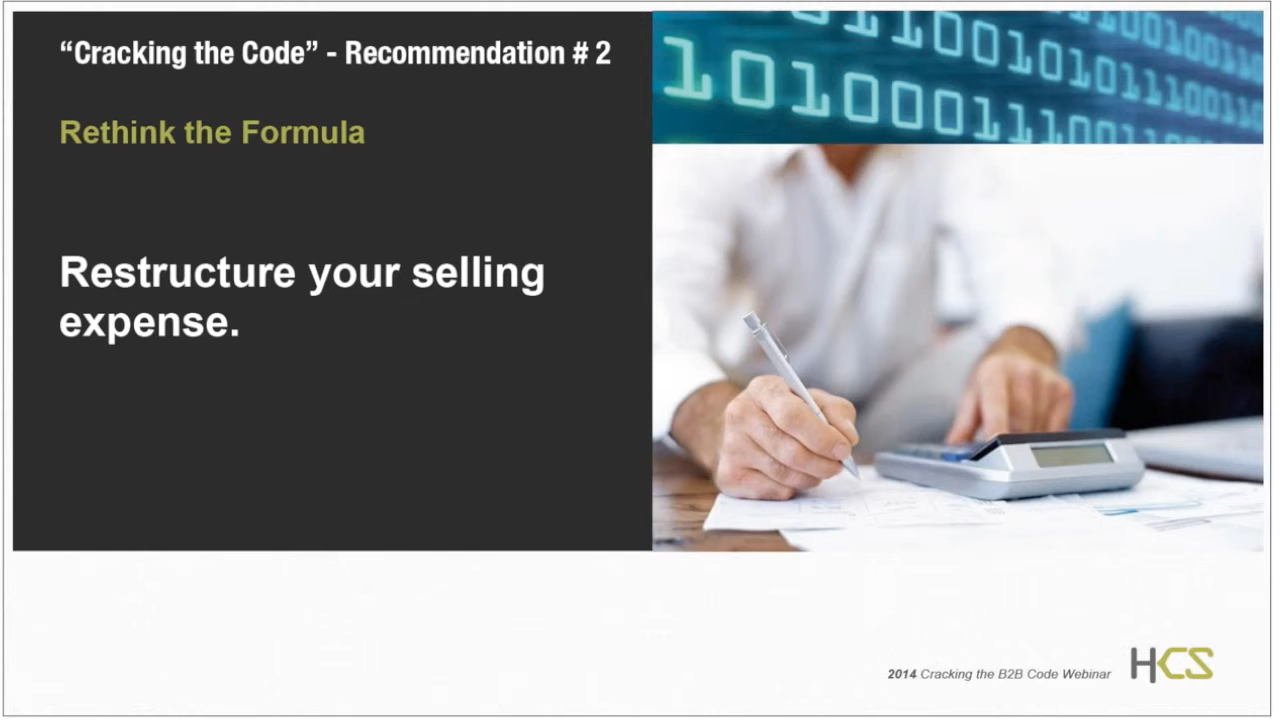 “Cracking the Code” - Recommendation # 2
Rethink the Formula
Restructure your selling
expense.
2014 Cracking the B2B Code Webinar
HCS